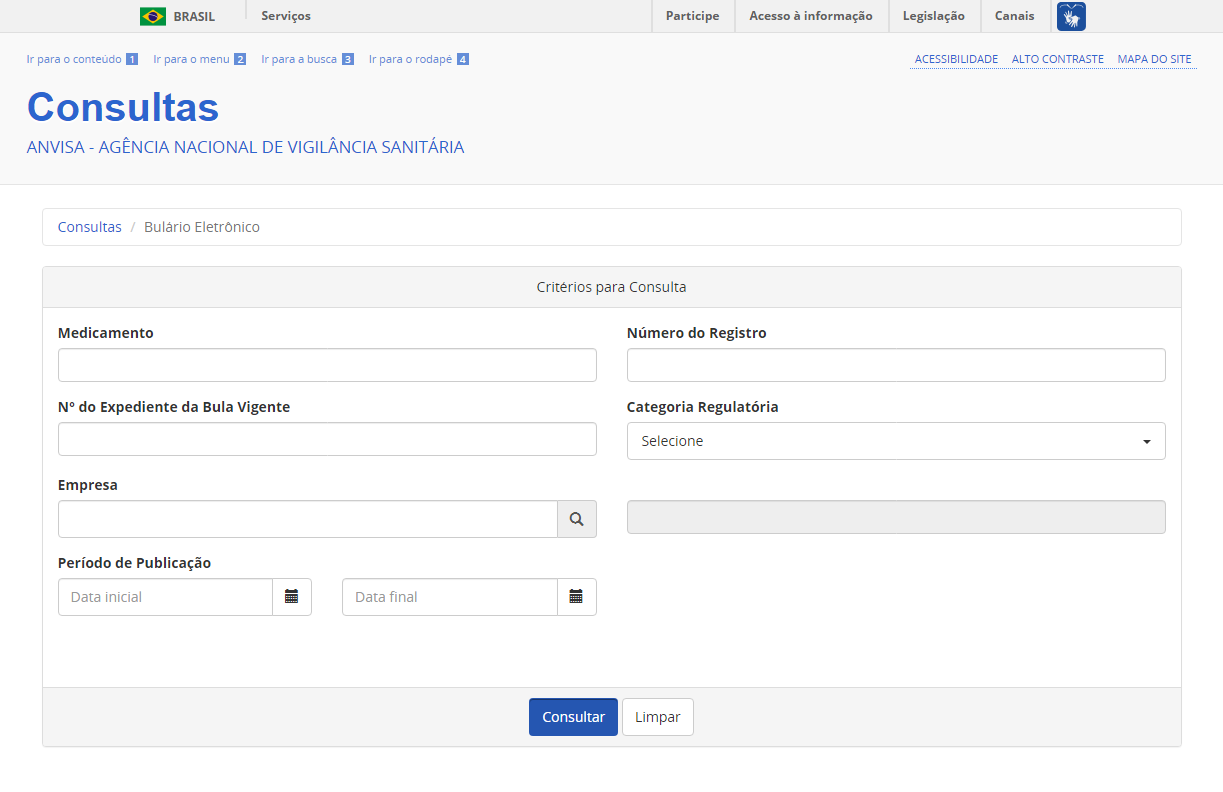 BRASIL Serviços Participe Acesso à informação Legislação Canais
Ir para o conteúdo 1 Ir para o menu 2 Ir para a busca 3 Ir para o rodapé 4 ACESSIBILIDADE ALTO CONTRASTE MAPA DO SITE
Consultas
ANVISA - AGÊNCIA NACIONAL DE VIGILÂNCIA SANITÁRIA
Consultas / Bulário Eletrônico
Critérios para Consulta
Medicamento Número do Registro
Nº do Expediente da Bula Vigente Categoria Regulatória
Selecione
Empresa
Período de Publicação
Data inicial Data final
Consultar Limpar